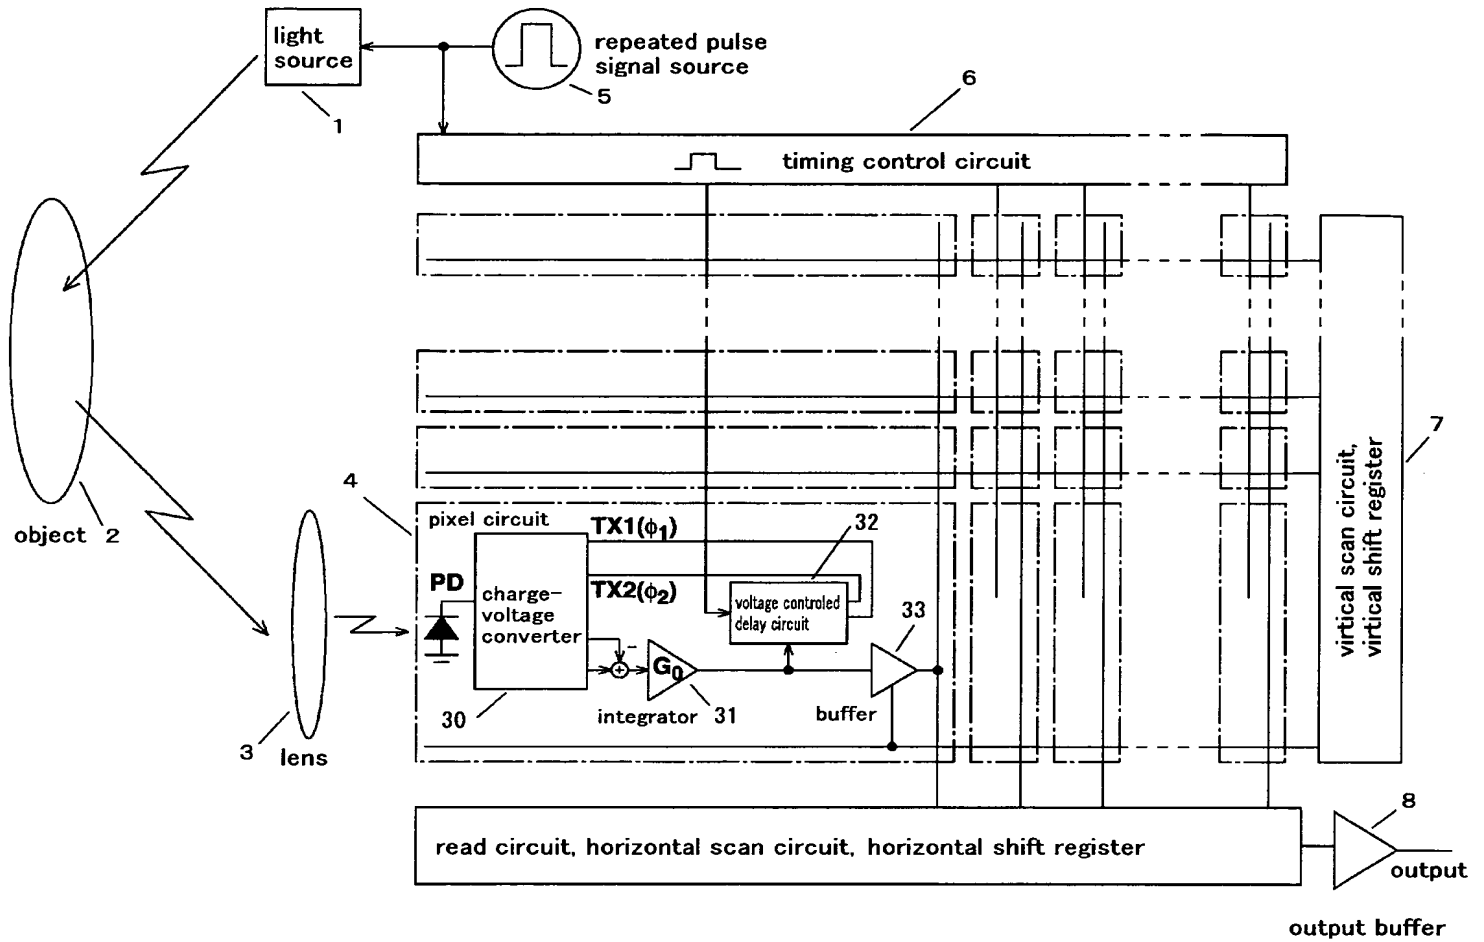 light
source
1
repeated pulse
signal source
5
6
timing control circuit
object 2
3
lens
4
pixel circuit
TX1(ϕ1)
TX2(ϕ2)
PD
charge-
voltage
converter
30
-
+
G0
integrator 31
32
voltage controled
delay circuit
33
buffer
7
virtical scan circuit,
virtical shift register
read circuit, horizontal scan circuit, horizontal shift register
8
output
output buffer